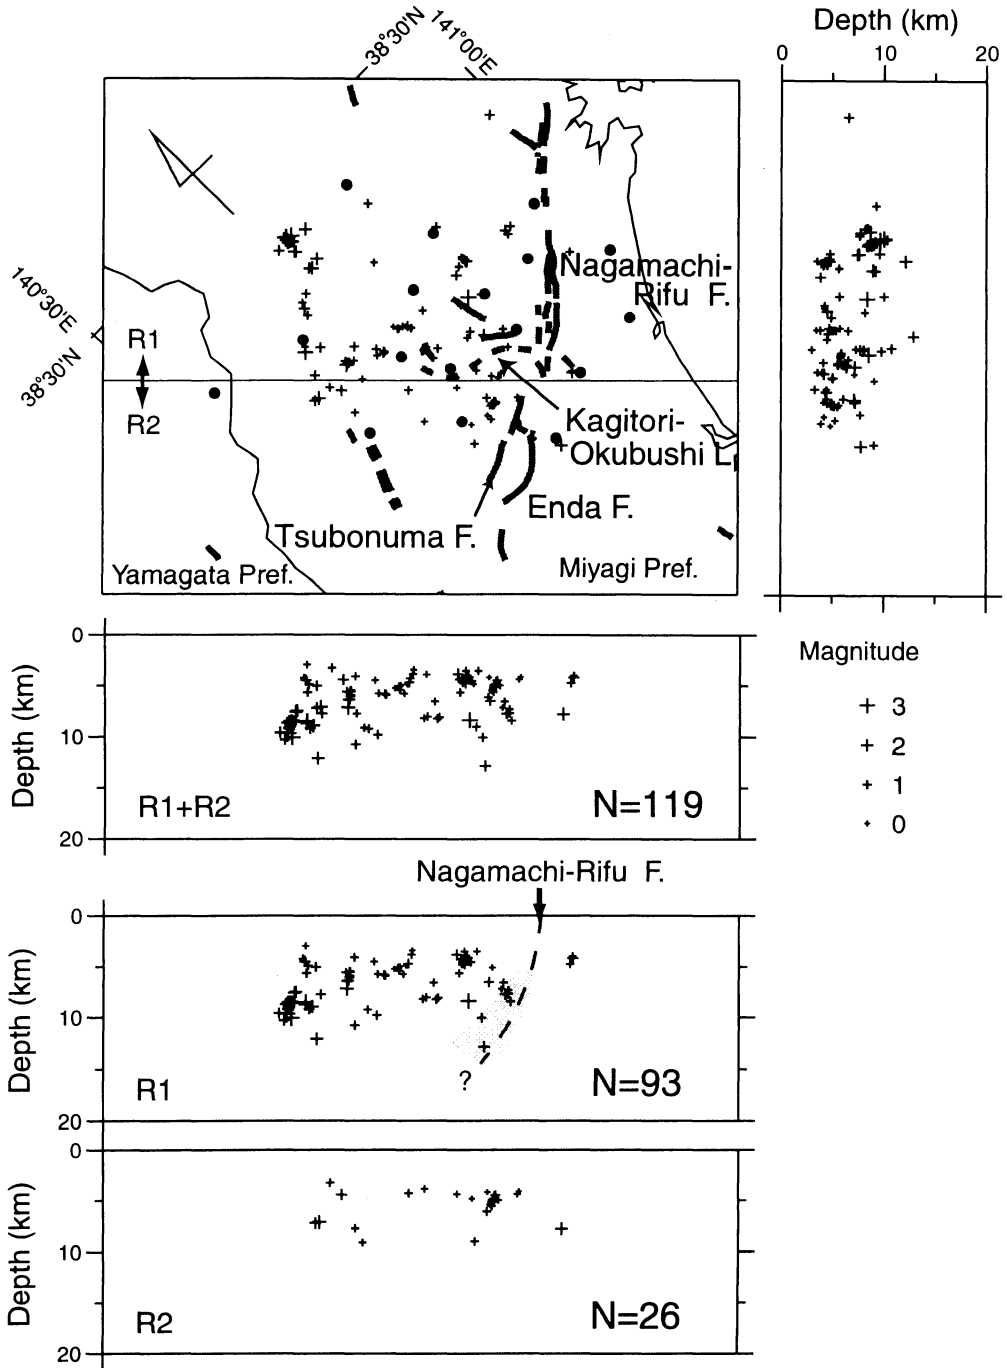 38°30'N
141°00'E
Depth (km)
0
10
20
140°30'E
38°30'N
R1
R2
Nagamachi-
Rifu F.
Kagitori-
Okubushi L.
Enda F.
Tsubonuma F.
Yamagata Pref.
Miyagi Pref.
0
10
20
Depth (km)
R1+R2
N=119
Magnitude
3
2
1
0
Nagamachi-Rifu F.
0
10
20
Depth (km)
?
R1
N=93
0
10
20
Depth (km)
R2
N=26